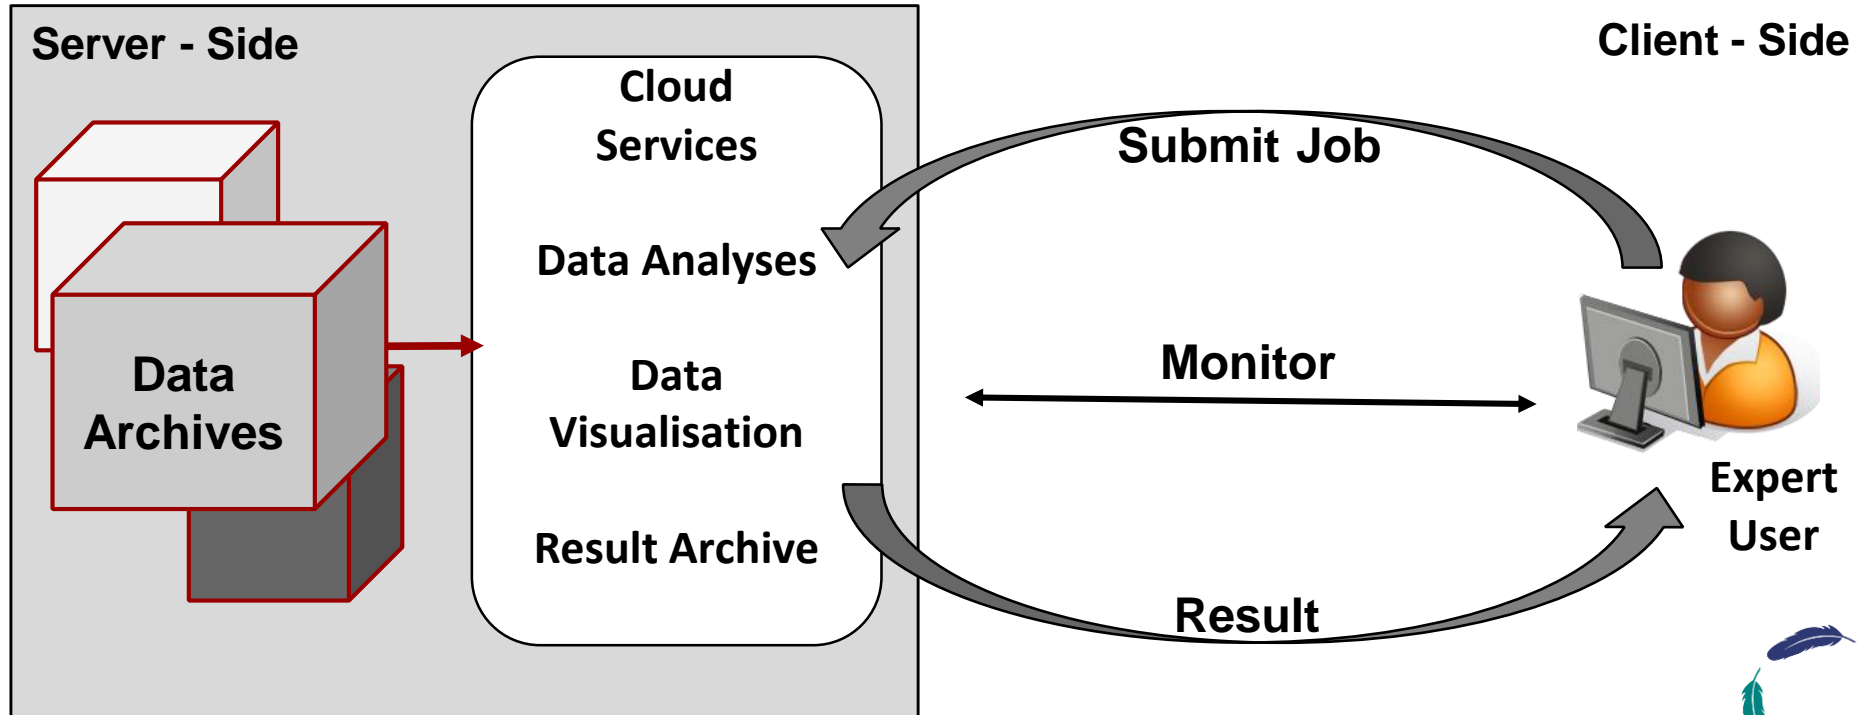 Server - Side
Client - Side
Cloud
Services
Submit Job
Data Analyses
Data
Archives
Data
Visualisation
Monitor
Expert
User
Result Archive
Result